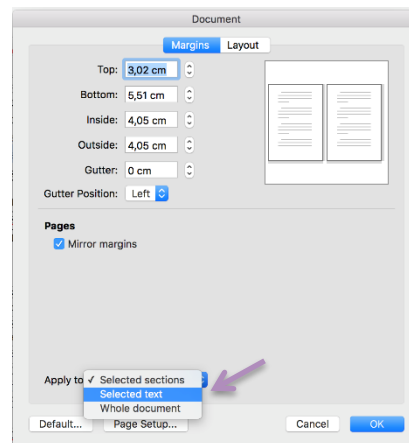 Document
Margins Layout
Top: 3,02 cm
Bottom: 5,51 cm
Inside: 4,05 cm
Outside: 4,05 cm
Gutter: 0 cm
Gutter Position: Left
Pages
Mirror margins
Apply to ✓ Selected sections
Selected text
Whole document
Default... Page Setup... Cancel OK